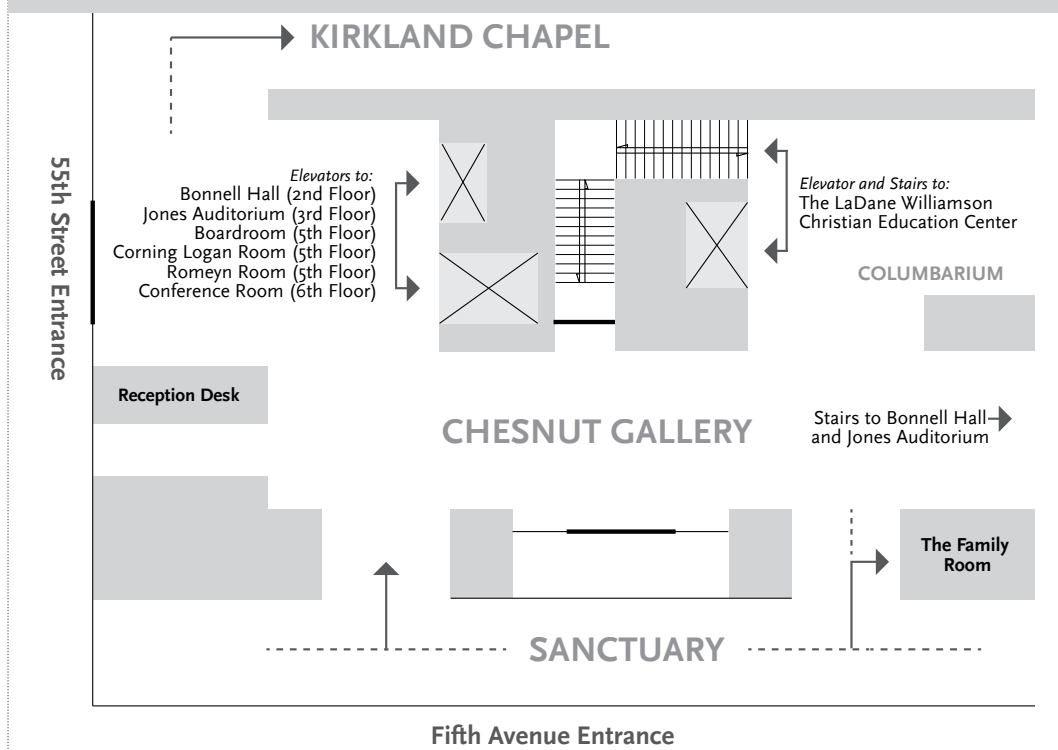 KIRKLAND CHAPEL
55th Street Entrance
Elevators to:
Bonnell Hall (2nd Floor)
Jones Auditorium (3rd Floor)
Boardroom (5th Floor)
Corning Logan Room (5th Floor)
Romeyn Room (5th Floor)
Conference Room (6th Floor)
Elevator and Stairs to:
The LaDane Williamson
Christian Education Center
COLUMBARIUM
Reception Desk
CHESNUT GALLERY
Stairs to Bonnell Hall
and Jones Auditorium
The Family
Room
SANCTUARY
Fifth Avenue Entrance